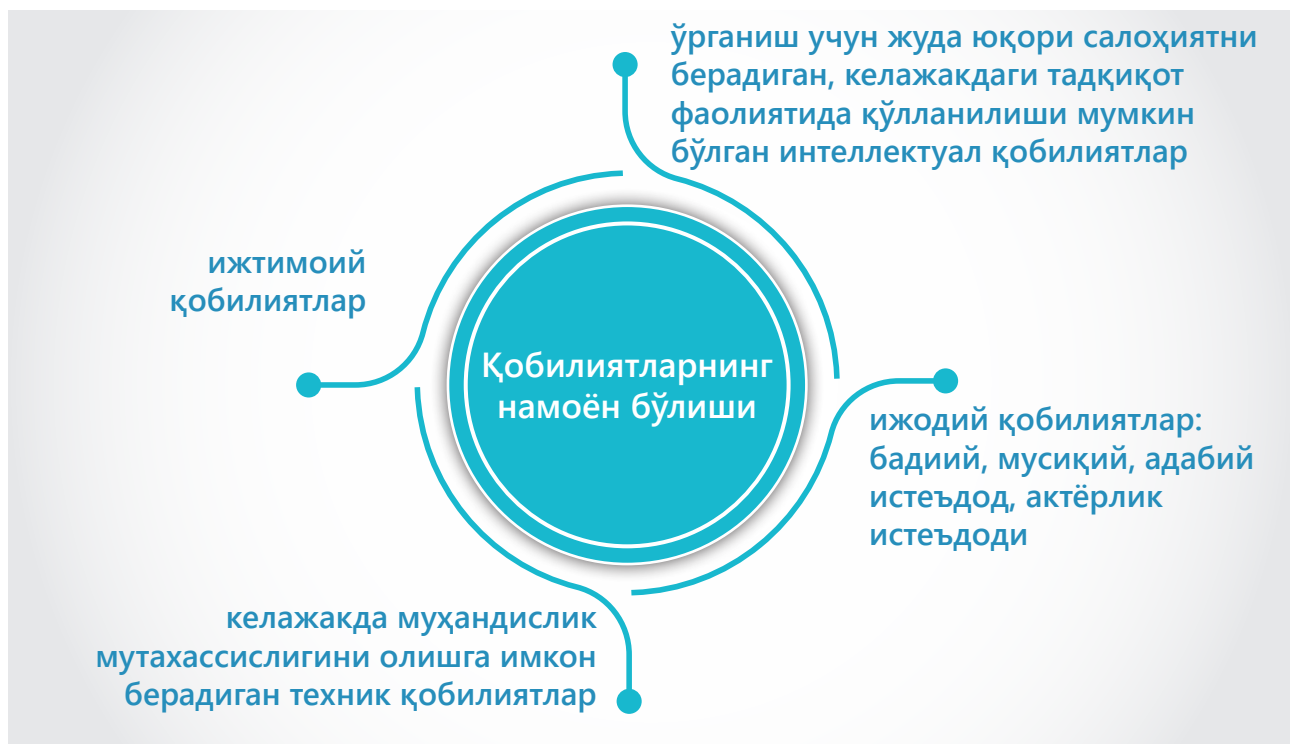 ўрганиш учун жуда юқори салоҳиятни
берадиган, келажакдаги тадқиқот
фаолиятида қўлланилиши мумкин
бўлган интеллектуал қобилиятлар
ижтимоий
қобилиятлар
Қобилиятларнинг
намоён бўлиши
ижодий қобилиятлар:
бадиий, мусиқий, адабий
истеъдод, актёрлик
истеъдоди
келажакда муҳандислик
мутахассислигини олишга имкон
берадиган техник қобилиятлар